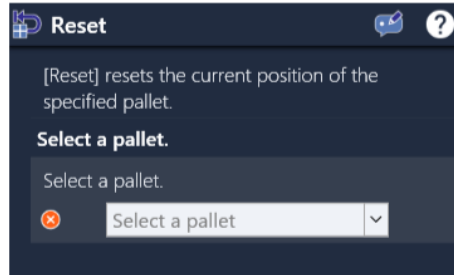 Reset
?
[Reset] resets the current position of the
specified pallet.
Select a pallet.
Select a pallet.
Select a pallet